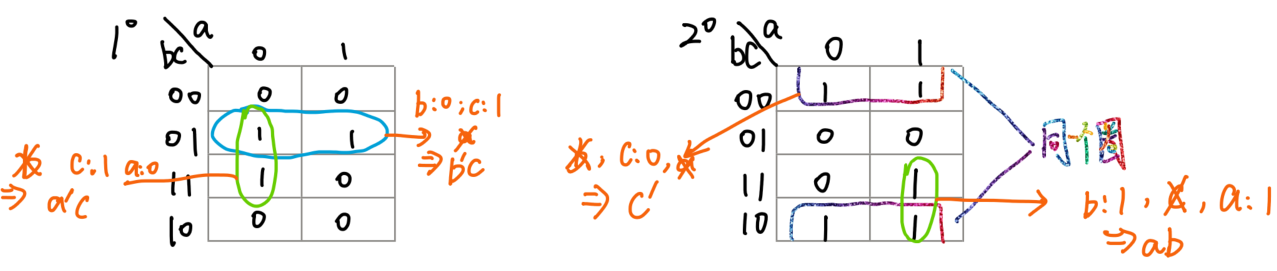 1° a
bc 0 1
00 0 0
01 1 1
11 1 0
10 0 0
b:0; c:1
a
⇒ b'c
b c:1 a:0
⇒ a'c
2° a
bc 0 1
00 1 1
01 0 0
11 0 1
10 1 1
b, c:0, a
⇒ c'
同个圈
b:1, c, a:1
⇒ ab